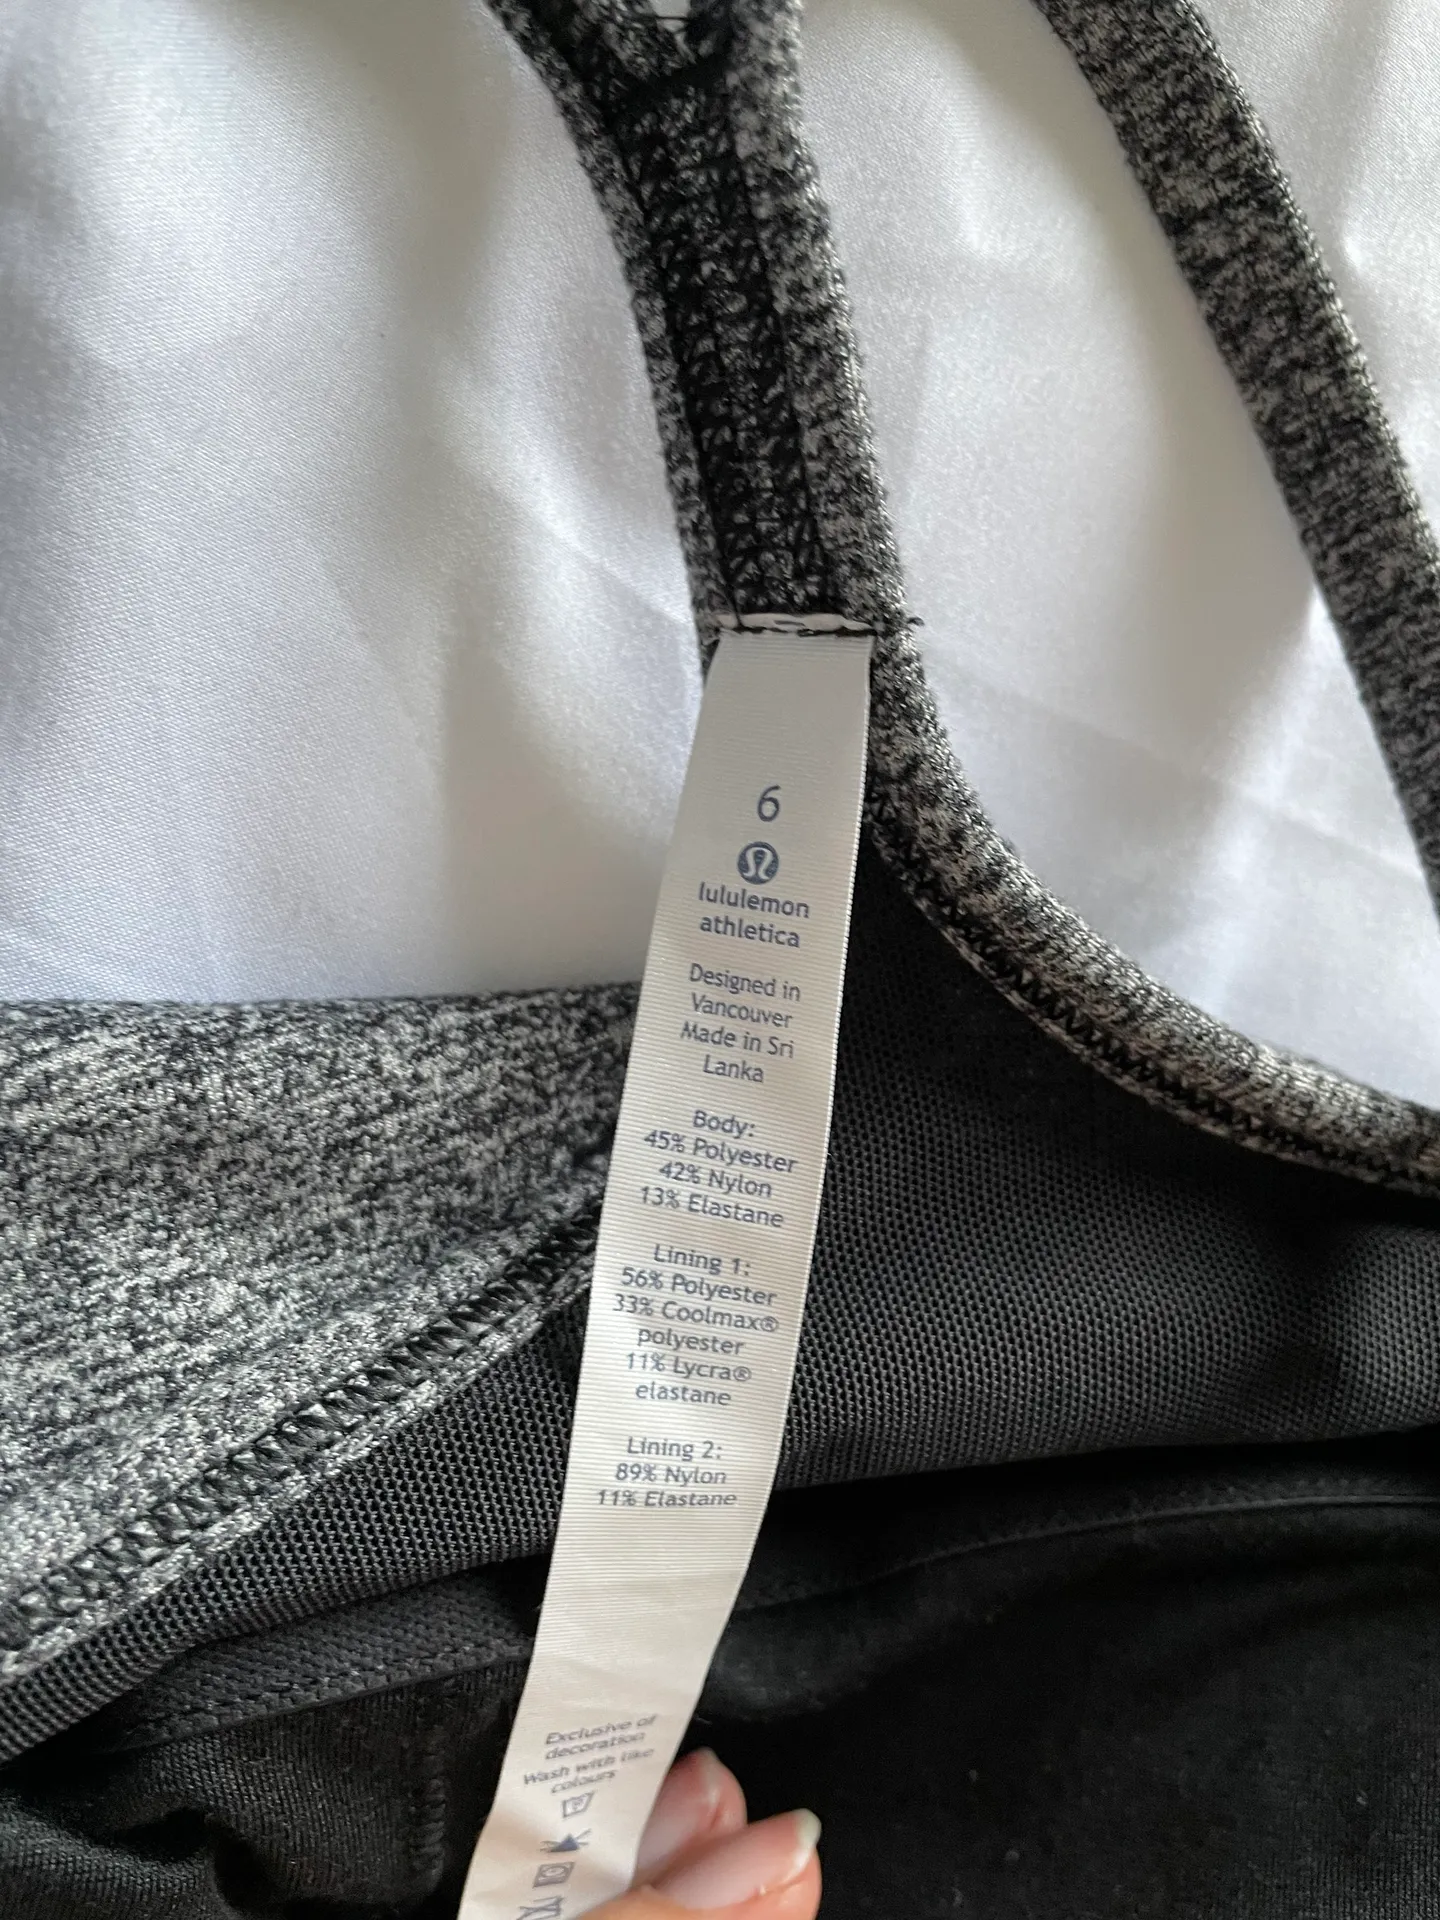 6
lululemon
athletica
Designed in
Vancouver
Made in Sri
Lanka
Body:
45% Polyester
42% Nylon
13% Elastane
Lining 1:
56% Polyester
33% Coolmax®
polyester
11% Lycra®
elastane
Lining 2:
89% Nylon
11% Elastane
Exclusive of
decoration
Wash with like
colours